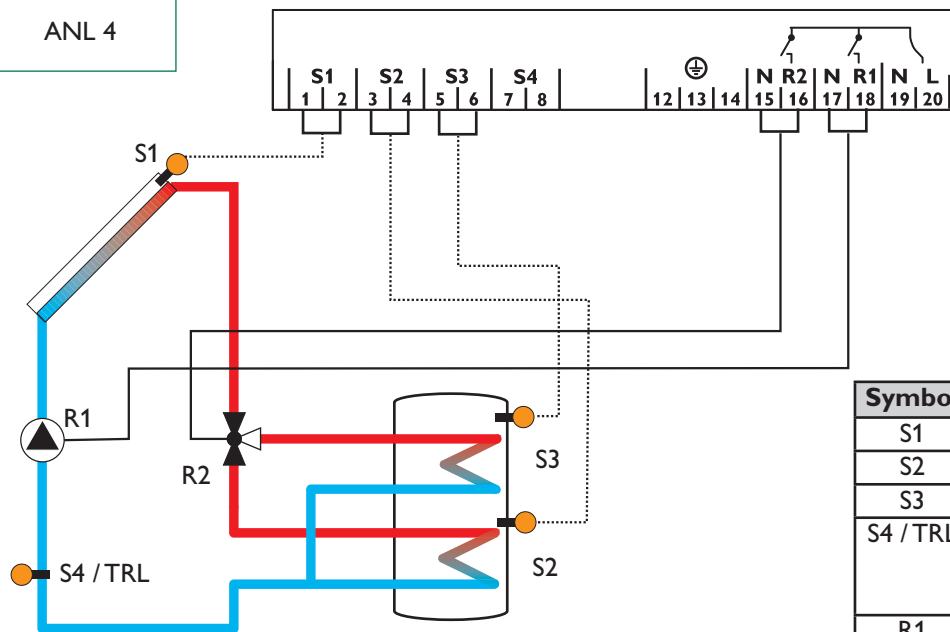 ANL 4
S1 S2 S3 S4 N R2 N R1 N L
1 2 3 4 5 6 7 8 12 13 14 15 16 17 18 19 20
S1
R1
R2
S3
S2
S4 / TRL
Symbo
S1
S2
S3
S4 / TRL
R1